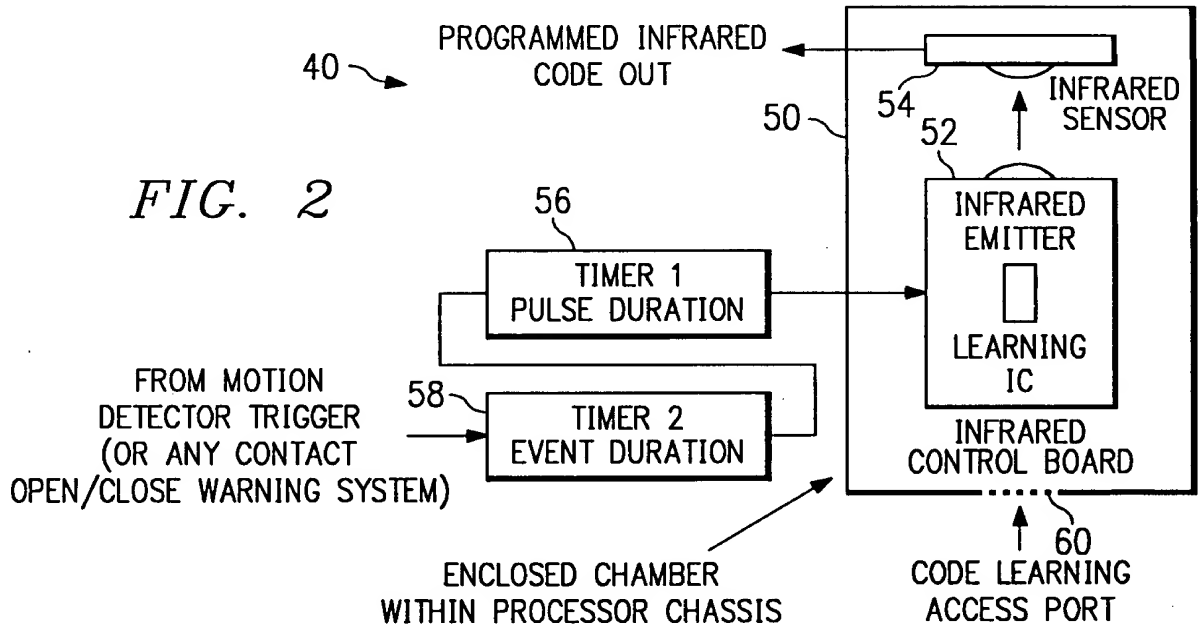 PROGRAMMED INFRARED
CODE OUT
40
54
INFRARED
SENSOR
50
52
FIG. 2
INFRARED
EMITTER
LEARNING
IC
56
TIMER 1
PULSE DURATION
FROM MOTION
DETECTOR TRIGGER
(OR ANY CONTACT
OPEN/CLOSE WARNING SYSTEM)
58
TIMER 2
EVENT DURATION
INFRARED
CONTROL BOARD
60
ENCLOSED CHAMBER
WITHIN PROCESSOR CHASSIS
CODE LEARNING
ACCESS PORT